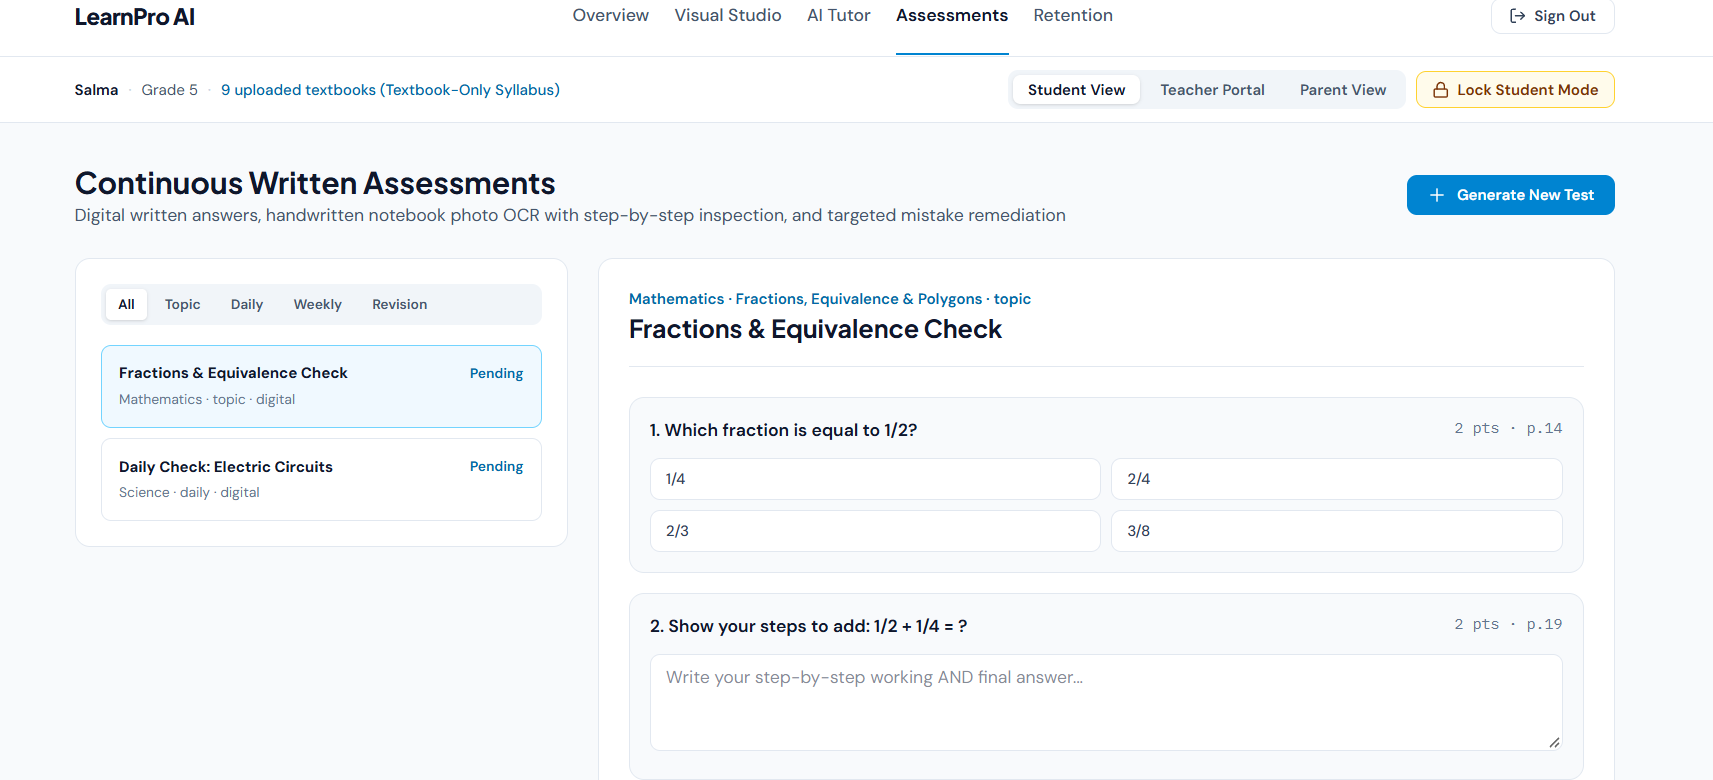 LearnPro AI
Overview Visual Studio AI Tutor Assessments Retention
Sign Out
Salma · Grade 5 · 9 uploaded textbooks (Textbook-Only Syllabus)
Student View Teacher Portal Parent View
Lock Student Mode
Continuous Written Assessments
Digital written answers, handwritten notebook photo OCR with step-by-step inspection, and targeted mistake remediation
+ Generate New Test
All Topic Daily Weekly Revision
Fractions & Equivalence Check Pending
Mathematics · topic · digital
Daily Check: Electric Circuits Pending
Science · daily · digital
Mathematics · Fractions, Equivalence & Polygons · topic
Fractions & Equivalence Check
1. Which fraction is equal to 1/2? 2 pts · p.14
1/4 2/4
2/3 3/8
2. Show your steps to add: 1/2 + 1/4 = ? 2 pts · p.19
Write your step-by-step working AND final answer...